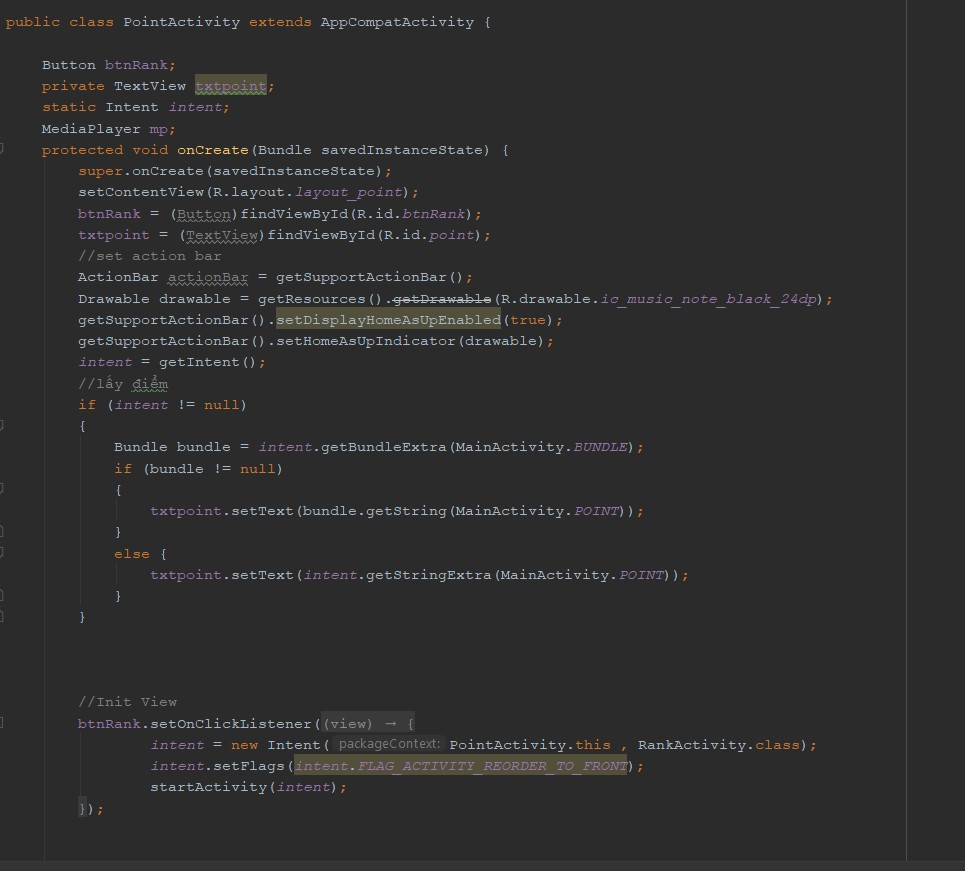 public class PointActivity extends AppCompatActivity {
Button btnRank;
private TextView txtpoint;
static Intent intent;
MediaPlayer mp;
protected void onCreate(Bundle savedInstanceState) {
super.onCreate(savedInstanceState);
setContentView(R.layout.layout_point);
btnRank = (Button)findViewById(R.id.btnRank);
txtpoint = (TextView)findViewById(R.id.point);
//set action bar
ActionBar actionBar = getSupportActionBar();
Drawable drawable = getResources().getDrawable(R.drawable.ic_music_note_black_24dp);
getSupportActionBar().setDisplayHomeAsUpEnabled(true);
getSupportActionBar().setHomeAsUpIndicator(drawable);
intent = getIntent();
//lấy điểm
if (intent != null)
{
Bundle bundle = intent.getBundleExtra(MainActivity.BUNDLE);
if (bundle != null)
{
txtpoint.setText(bundle.getString(MainActivity.POINT));
}
else {
txtpoint.setText(intent.getStringExtra(MainActivity.POINT));
}
}
//Init View
btnRank.setOnClickListener((view) → {
intent = new Intent( packageContext: PointActivity.this , RankActivity.class);
intent.setFlags(intent.FLAG_ACTIVITY_REORDER_TO_FRONT);
startActivity(intent);
});